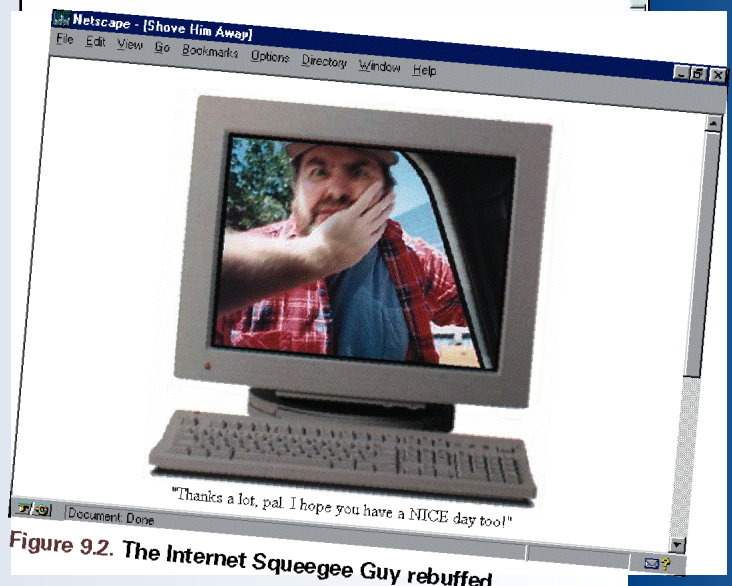 Netscape - [Shove Him Away]
File Edit View Go Bookmarks Options Directory Window Help
"Thanks a lot, pal. I hope you have a NICE day too!"
Document: Done
Figure 9.2. The Internet Squeegee Guy rebuffed